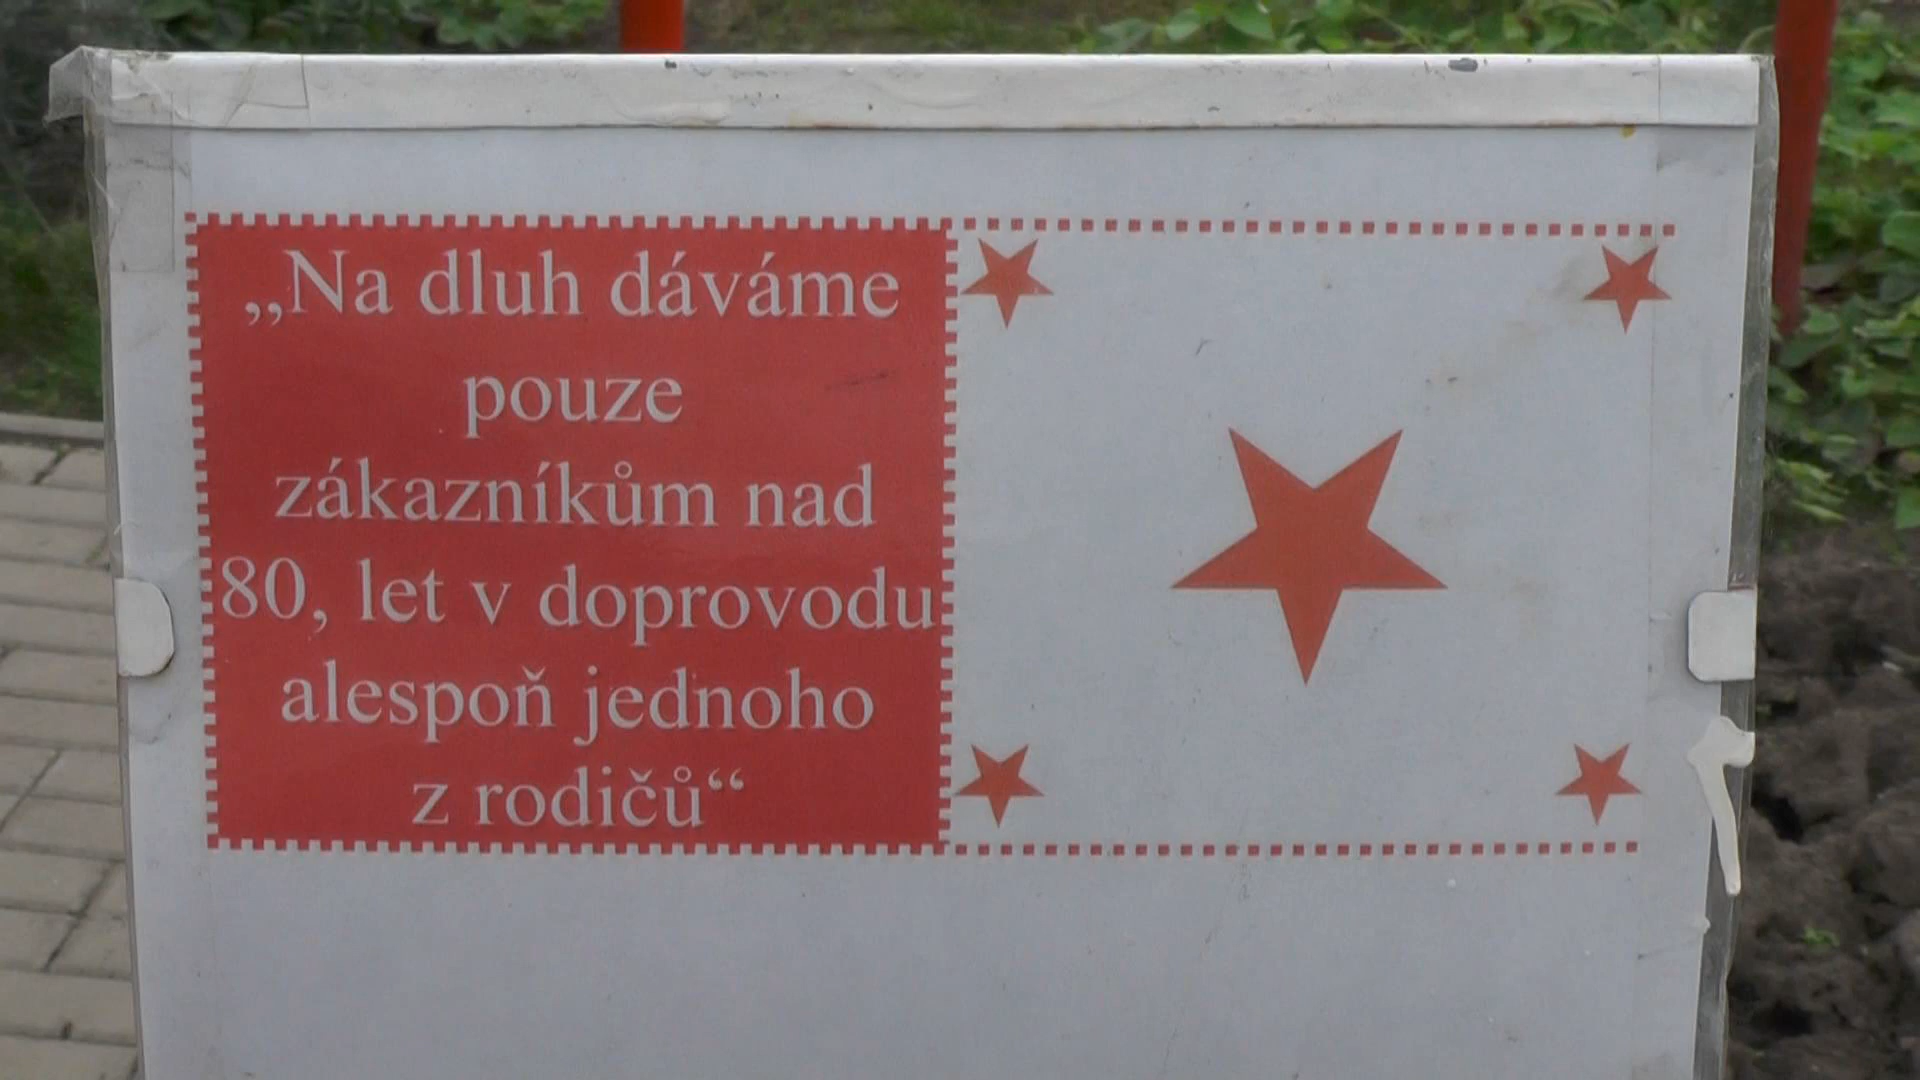 „Na dluh dáváme
pouze
zákazníkům nad
80, let v doprovodu
alespoň jednoho
z rodičů“